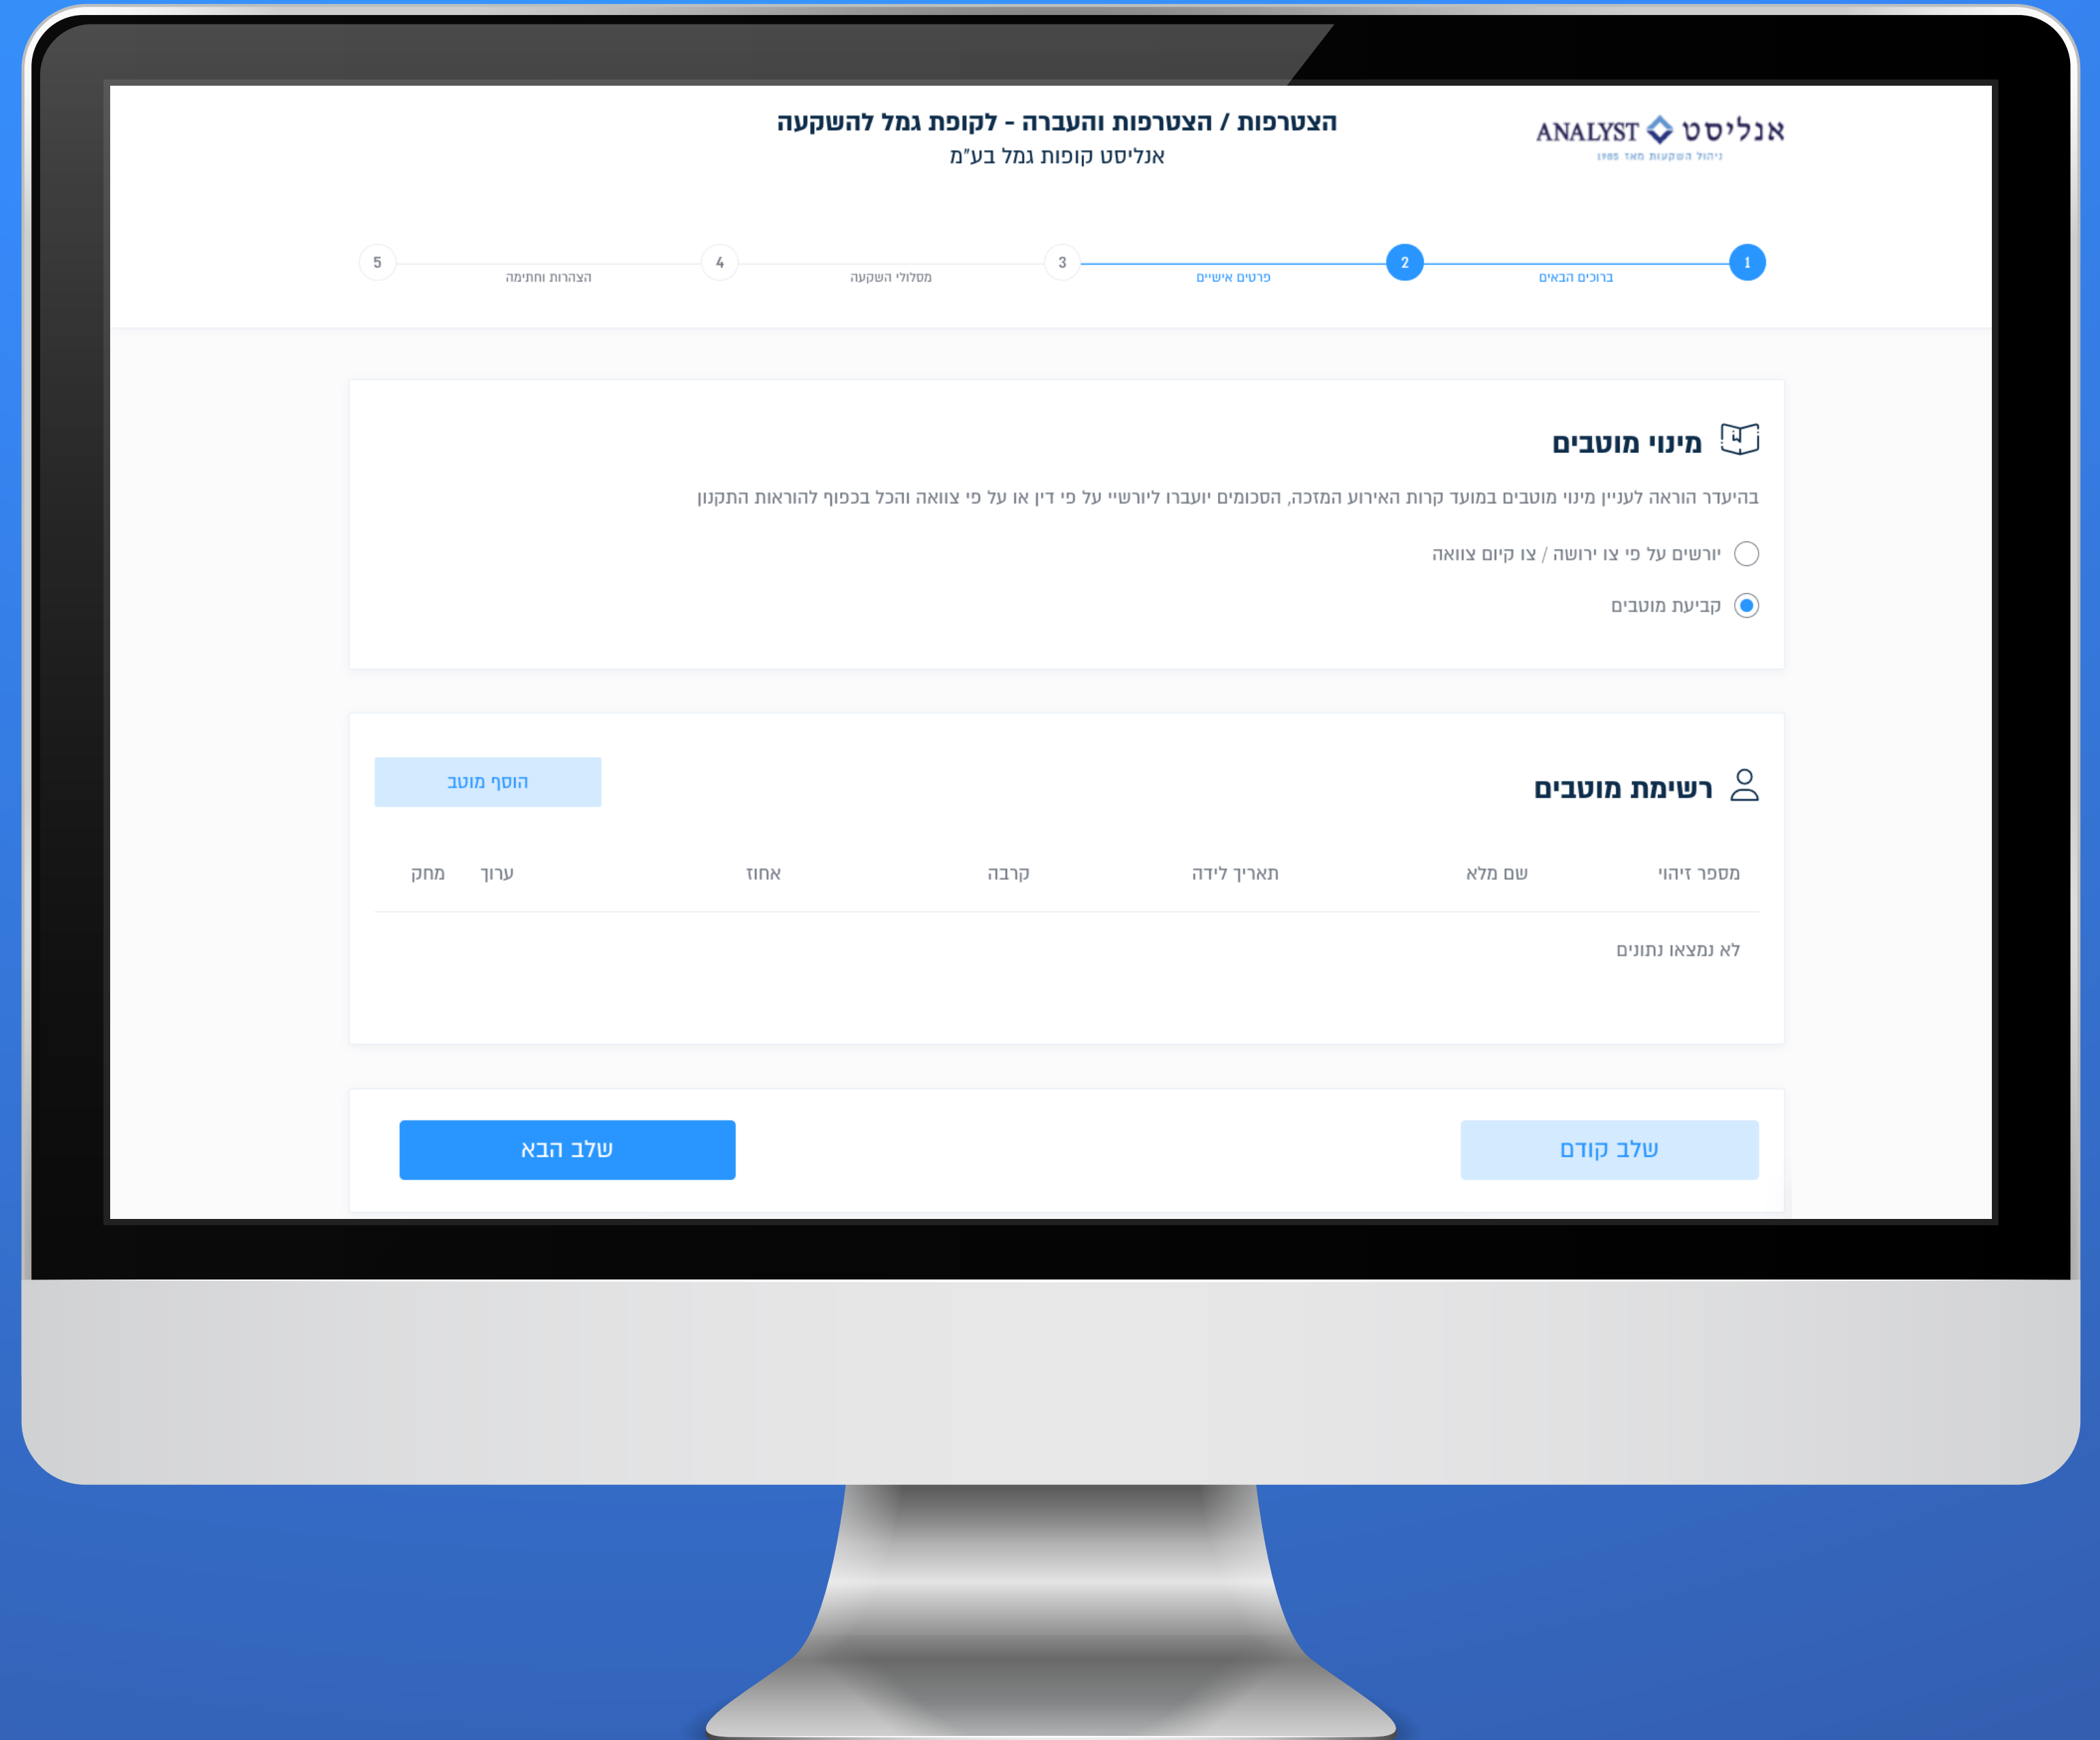 אנליסט ANALYST
ניהול השקעות מאז 1985
הצטרפות / הצטרפות והעברה - לקופת גמל להשקעה
אנליסט קופות גמל בע"מ
1 ברוכים הבאים 2 פרטים אישיים 3 מסלולי השקעה 4 הצהרות וחתימה 5
מינוי מוטבים
בהיעדר הוראה לעניין מינוי מוטבים במועד קרות האירוע המזכה, הסכומים יועברו ליורשיי על פי דין או על פי צוואה והכל בכפוף להוראות התקנון
יורשים על פי צו ירושה / צו קיום צוואה
קביעת מוטבים
רשימת מוטבים
הוסף מוטב
מספר זיהוי שם מלא תאריך לידה קרבה אחוז ערוך מחק
לא נמצאו נתונים
שלב קודם
שלב הבא